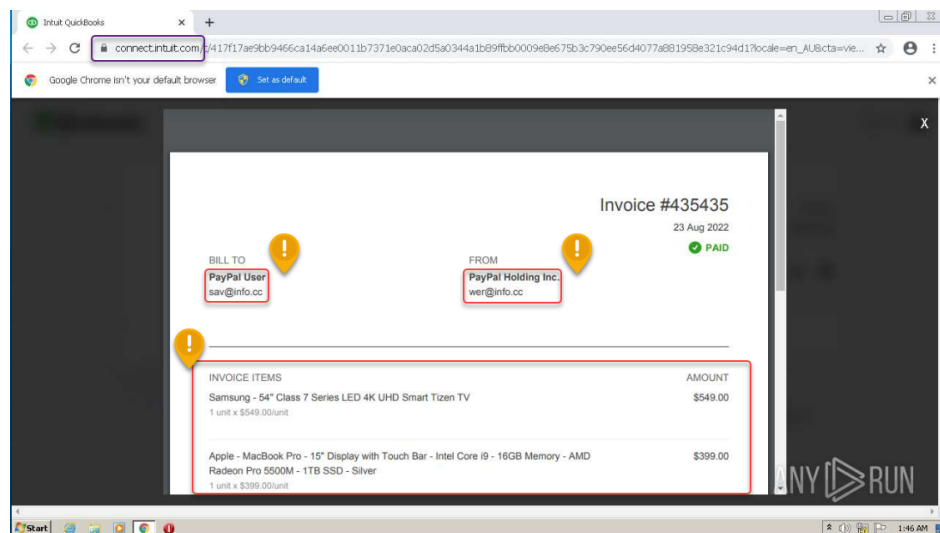 Intuit QuickBooks
connect.intuit.com/t/417f17ae9bb9466ca14a6ee0011b7371e0aca02d5a0344a1b89ffbb0009e8e675b3c790ee56d4077a881958e321c94d1?locale=en_AU&cta=vie...
Google Chrome isn't your default browser
Set as default
X
Invoice #435435
23 Aug 2022
PAID
BILL TO
PayPal User
sav@info.cc
FROM
PayPal Holding Inc.
wer@info.cc
INVOICE ITEMS AMOUNT
Samsung - 54" Class 7 Series LED 4K UHD Smart Tizen TV $549.00
1 unit x $549.00/unit
Apple - MacBook Pro - 15" Display with Touch Bar - Intel Core i9 - 16GB Memory - AMD $399.00
Radeon Pro 5500M - 1TB SSD - Silver
1 unit x $399.00/unit
ANY RUN
Start
1:46 AM